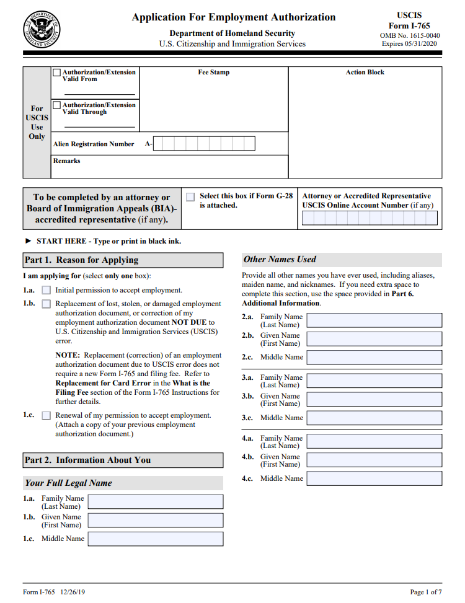 Application For Employment Authorization
Department of Homeland Security
U.S. Citizenship and Immigration Services
USCIS
Form I-765
OMB No. 1615-0040
Expires 05/31/2020
For
USCIS
Use
Only
Authorization/Extension
Valid From
Authorization/Extension
Valid Through
Alien Registration Number A-
Remarks
Fee Stamp
Action Block
To be completed by an attorney or
Board of Immigration Appeals (BIA)-
accredited representative (if any).
Select this box if Form G-28
is attached.
Attorney or Accredited Representative
USCIS Online Account Number (if any)
► START HERE - Type or print in black ink.
Part 1. Reason for Applying
I am applying for (select only one box):
1.a. Initial permission to accept employment.
1.b. Replacement of lost, stolen, or damaged employment
authorization document, or correction of my
employment authorization document NOT DUE to
U.S. Citizenship and Immigration Services (USCIS)
error.
NOTE: Replacement (correction) of an employment
authorization document due to USCIS error does not
require a new Form I-765 and filing fee. Refer to
Replacement for Card Error in the What is the
Filing Fee section of the Form I-765 Instructions for
further details.
1.c. Renewal of my permission to accept employment.
(Attach a copy of your previous employment
authorization document.)
Part 2. Information About You
Your Full Legal Name
1.a. Family Name
(Last Name)
1.b. Given Name
(First Name)
1.c. Middle Name
Other Names Used
Provide all other names you have ever used, including aliases,
maiden name, and nicknames. If you need extra space to
complete this section, use the space provided in Part 6.
Additional Information.
2.a. Family Name
(Last Name)
2.b. Given Name
(First Name)
2.c. Middle Name
3.a. Family Name
(Last Name)
3.b. Given Name
(First Name)
3.c. Middle Name
4.a. Family Name
(Last Name)
4.b. Given Name
(First Name)
4.c. Middle Name
Form I-765 12/26/19
Page 1 of 7